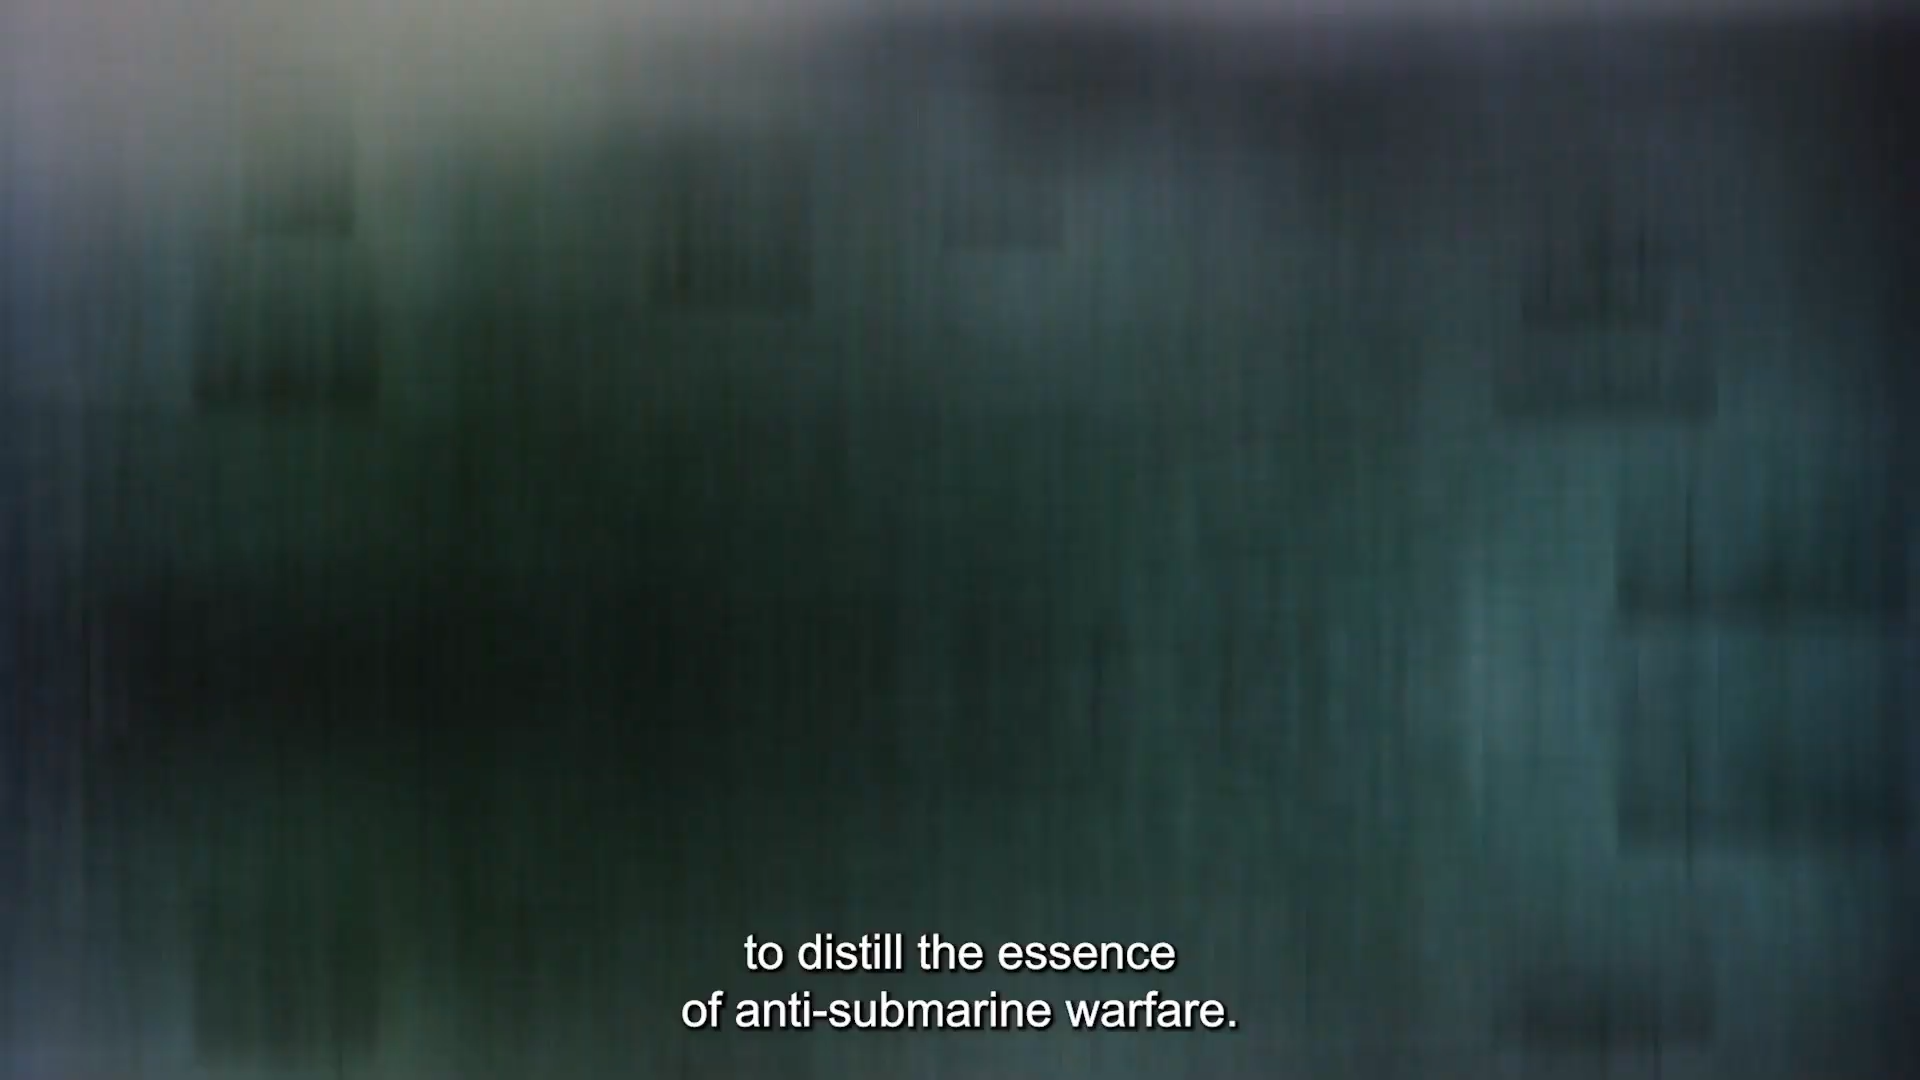 to distill the essence
of anti-submarine warfare.